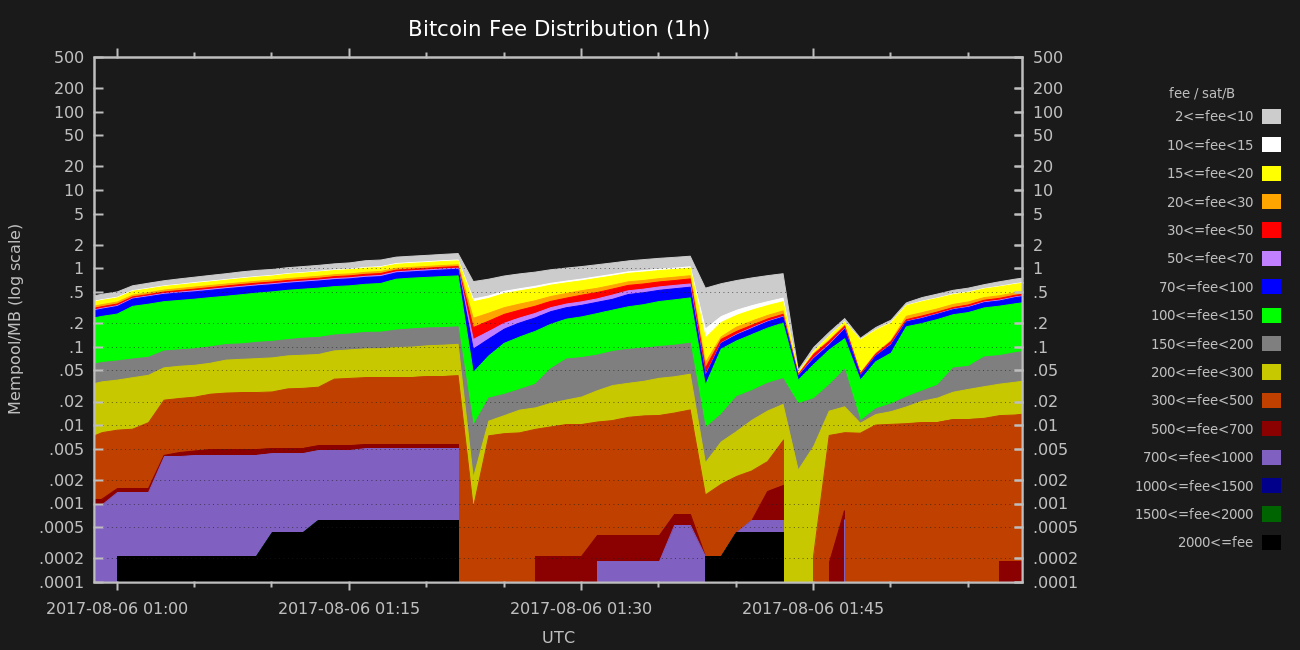 Bitcoin Fee Distribution (1h)
500
200
100
50
20
10
5
2
1
.5
.2
.1
.05
.02
.01
.005
.002
.001
.0005
.0002
.0001
Mempool/MB (log scale)
500
200
100
50
20
10
5
2
1
.5
.2
.1
.05
.02
.01
.005
.002
.001
.0005
.0002
.0001
2017-08-06 01:00
2017-08-06 01:15
2017-08-06 01:30
2017-08-06 01:45
UTC
fee / sat/B
2<=fee<10
10<=fee<15
15<=fee<20
20<=fee<30
30<=fee<50
50<=fee<70
70<=fee<100
100<=fee<150
150<=fee<200
200<=fee<300
300<=fee<500
500<=fee<700
700<=fee<1000
1000<=fee<1500
1500<=fee<2000
2000<=fee